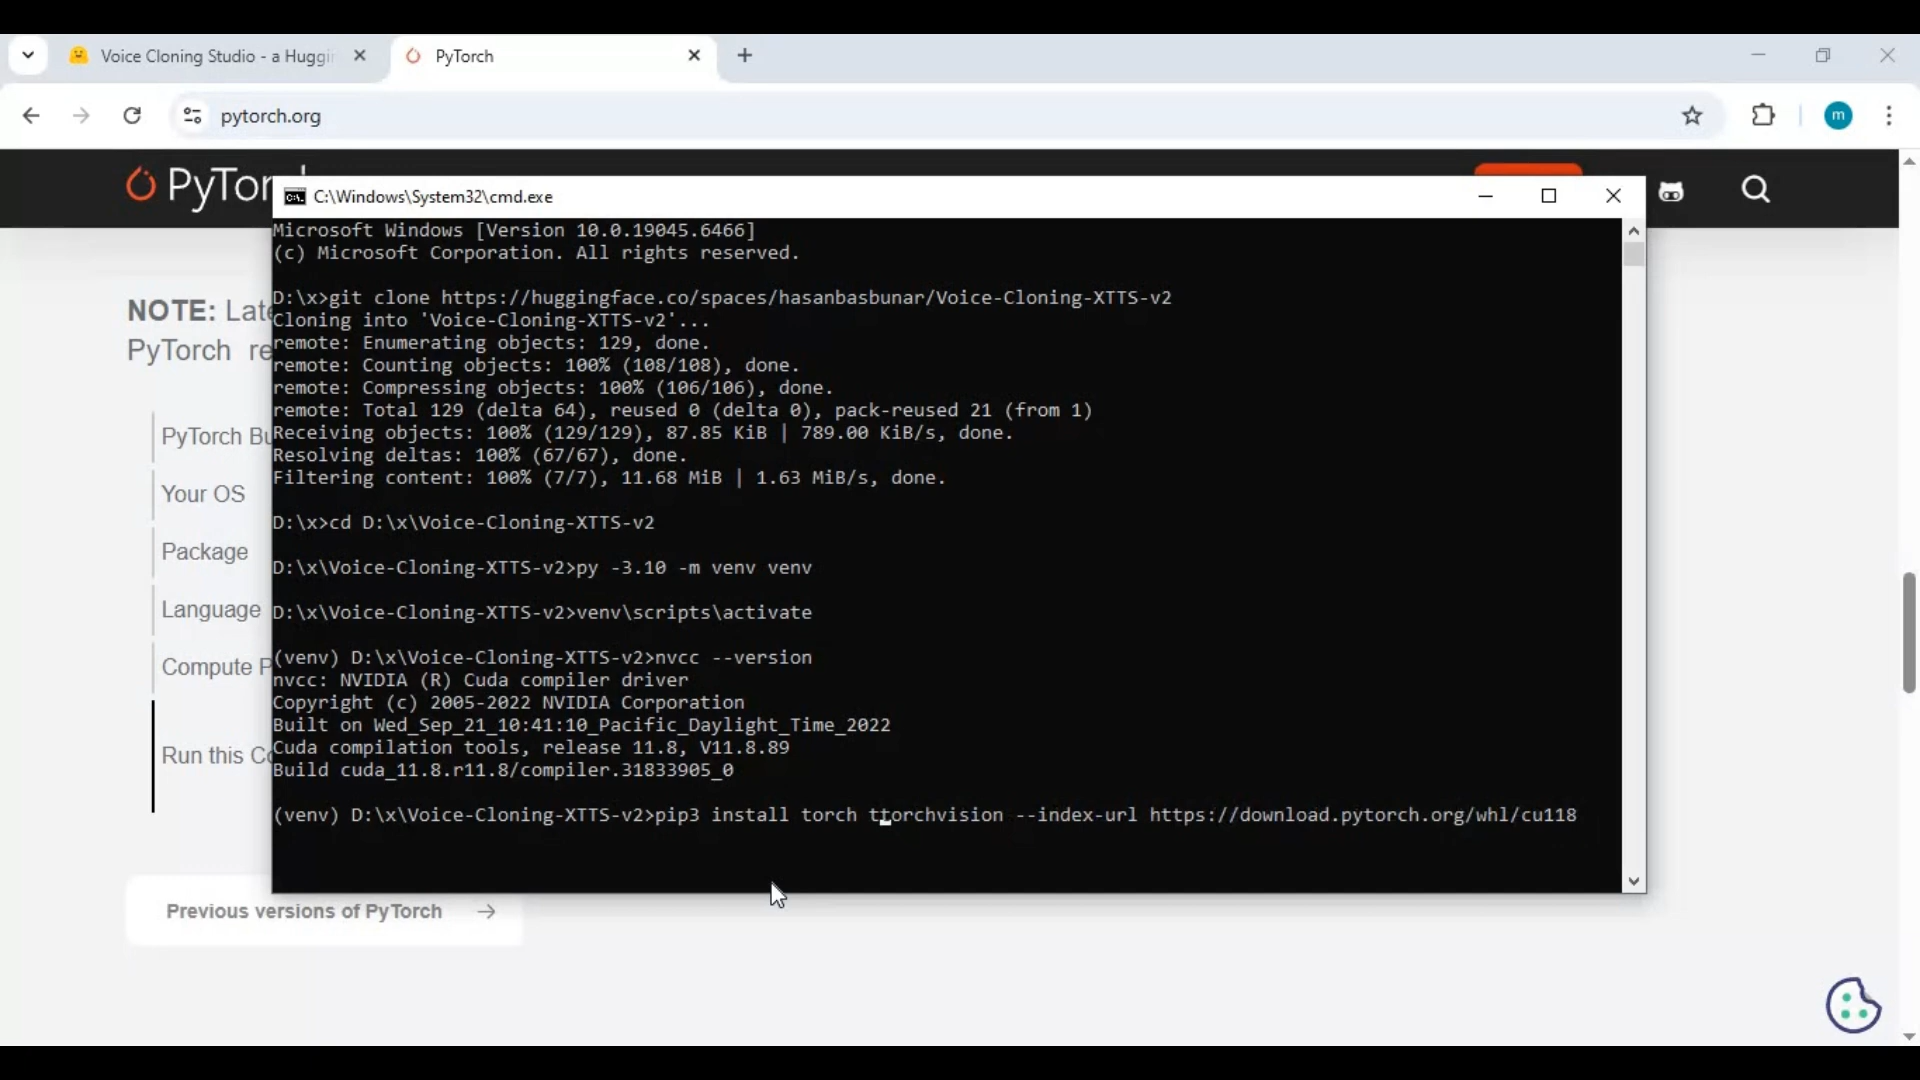 Voice Cloning Studio - a Huggi
PyTorch
pytorch.org
m
PyTor
C:\Windows\System32\cmd.exe
Microsoft Windows [Version 10.0.19045.6466]
(c) Microsoft Corporation. All rights reserved.
D:\x>git clone https://huggingface.co/spaces/hasanbasbunar/Voice-Cloning-XTTS-v2
Cloning into 'Voice-Cloning-XTTS-v2'...
remote: Enumerating objects: 129, done.
remote: Counting objects: 100% (108/108), done.
remote: Compressing objects: 100% (106/106), done.
remote: Total 129 (delta 64), reused 0 (delta 0), pack-reused 21 (from 1)
Receiving objects: 100% (129/129), 87.85 KiB | 789.00 KiB/s, done.
Resolving deltas: 100% (67/67), done.
Filtering content: 100% (7/7), 11.68 MiB | 1.63 MiB/s, done.
D:\x>cd D:\x\Voice-Cloning-XTTS-v2
D:\x\Voice-Cloning-XTTS-v2>py -3.10 -m venv venv
D:\x\Voice-Cloning-XTTS-v2>venv\scripts\activate
(venv) D:\x\Voice-Cloning-XTTS-v2>nvcc --version
nvcc: NVIDIA (R) Cuda compiler driver
Copyright (c) 2005-2022 NVIDIA Corporation
Built on Wed_Sep_21_10:41:10_Pacific_Daylight_Time_2022
Cuda compilation tools, release 11.8, V11.8.89
Build cuda_11.8.r11.8/compiler.31833905_0
(venv) D:\x\Voice-Cloning-XTTS-v2>pip3 install torch ttorchvision --index-url https://download.pytorch.org/whl/cu118
NOTE: Late
PyTorch re
PyTorch Bu
Your OS
Package
Language
Compute P
Run this Co
Previous versions of PyTorch